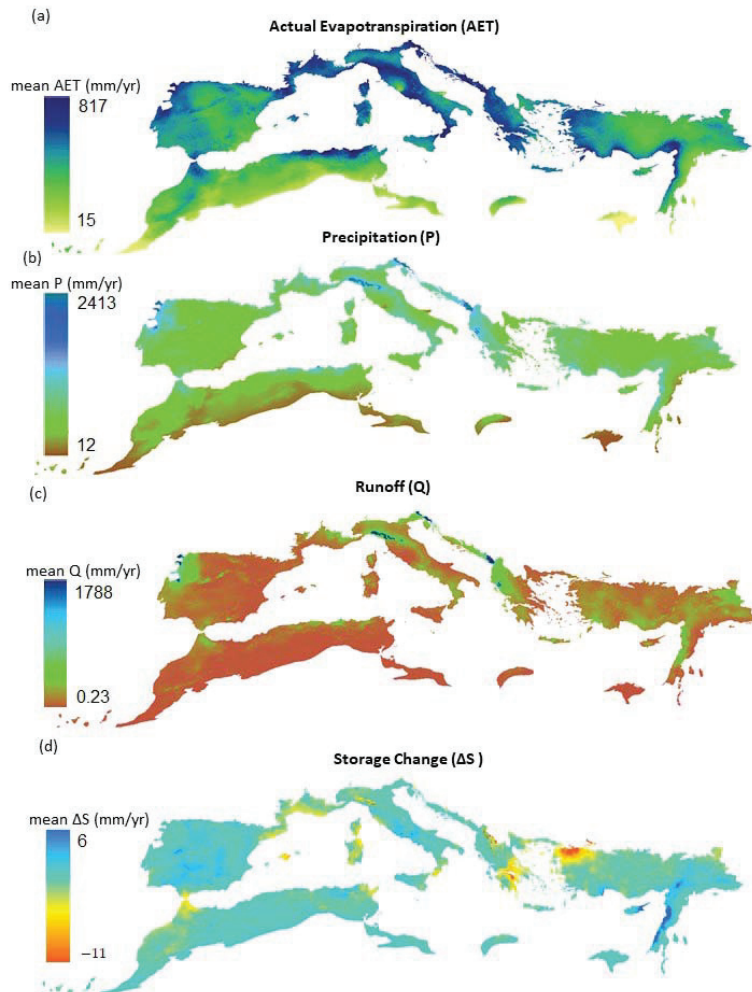 (a)
Actual Evapotranspiration (AET)
mean AET (mm/yr)
817
15
(b)
Precipitation (P)
mean P (mm/yr)
2413
12
(c)
Runoff (Q)
mean Q (mm/yr)
1788
0.23
(d)
Storage Change (ΔS )
mean ΔS (mm/yr)
6
−11